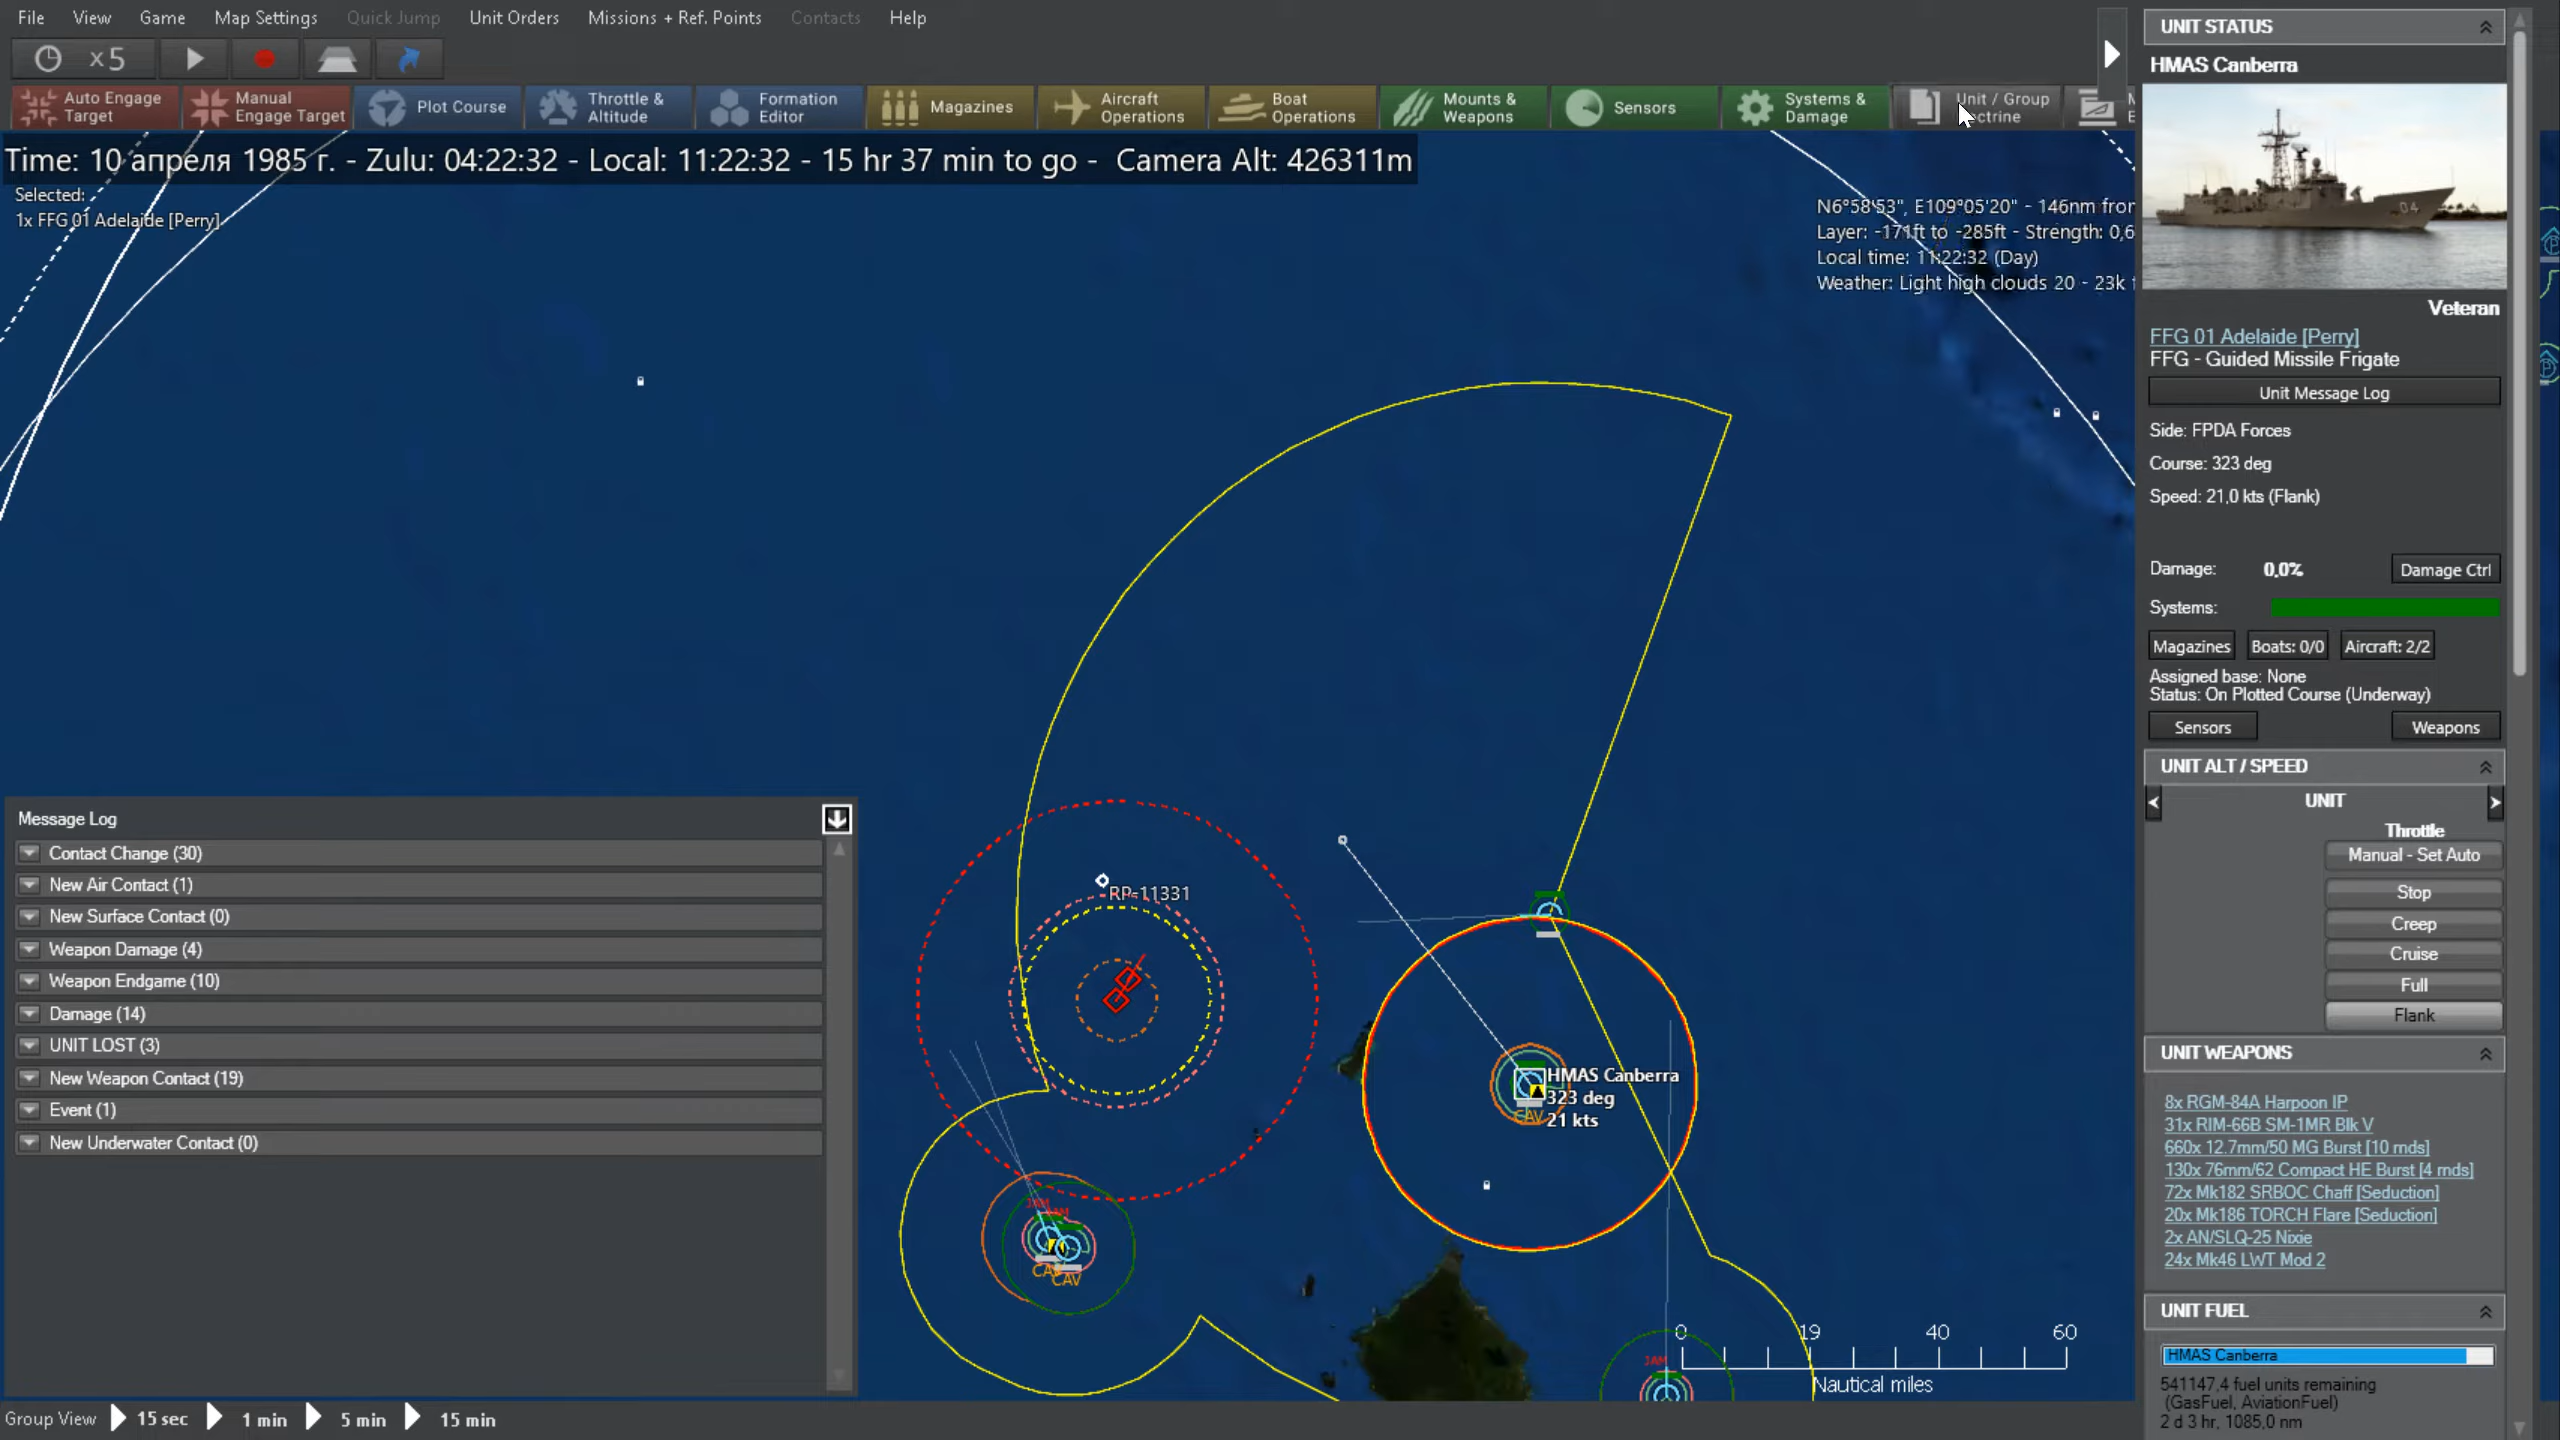 File View Game Map Settings Quick Jump Unit Orders Missions + Ref. Points Contacts Help
x 5
Auto Engage Target
Manual Engage Target
Plot Course
Throttle & Altitude
Formation Editor
Magazines
Aircraft Operations
Boat Operations
Mounts & Weapons
Sensors
Systems & Damage
Unit / Group
Time: 10 апреля 1985 г. - Zulu: 04:22:32 - Local: 11:22:32 - 15 hr 37 min to go - Camera Alt: 426311m
Selected:
1x FFG 01 Adelaide [Perry]
N6°58'53", E109°05'20" - 146nm from
Layer: -171ft to -285ft - Strength: 0,6
Local time: 11:22:32 (Day)
Weather: Light high clouds 20 - 23k
RP-11331
HMAS Canberra
323 deg
21 kts
CAV
JAM
JAM
CAV
CAV
JAM
0 19 40 60
Nautical miles
Message Log
Contact Change (30)
New Air Contact (1)
New Surface Contact (0)
Weapon Damage (4)
Weapon Endgame (10)
Damage (14)
UNIT LOST (3)
New Weapon Contact (19)
Event (1)
New Underwater Contact (0)
Group View 15 sec 1 min 5 min 15 min
UNIT STATUS
HMAS Canberra
04
Veteran
FFG 01 Adelaide [Perry]
FFG - Guided Missile Frigate
Unit Message Log
Side: FPDA Forces
Course: 323 deg
Speed: 21,0 kts (Flank)
Damage: 0,0% Damage Ctrl
Systems:
Magazines Boats: 0/0 Aircraft: 2/2
Assigned base: None
Status: On Plotted Course (Underway)
Sensors Weapons
UNIT ALT / SPEED
UNIT
Throttle
Manual - Set Auto
Stop
Creep
Cruise
Full
Flank
UNIT WEAPONS
8x RGM-84A Harpoon IP
31x RIM-66B SM-1MR Blk V
660x 12.7mm/50 MG Burst [10 rnds]
130x 76mm/62 Compact HE Burst [4 rnds]
72x Mk182 SRBOC Chaff [Seduction]
20x Mk186 TORCH Flare [Seduction]
2x AN/SLQ-25 Nixie
24x Mk46 LWT Mod 2
UNIT FUEL
HMAS Canberra
541147,4 fuel units remaining
(GasFuel, AviationFuel)
2 d 3 hr, 1085,0 nm